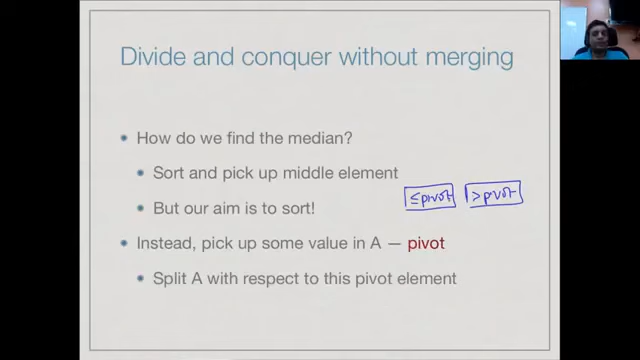 Divide and conquer without merging
How do we find the median?
Sort and pick up middle element
≤pivot >pivot
But our aim is to sort!
Instead, pick up some value in A — pivot
Split A with respect to this pivot element